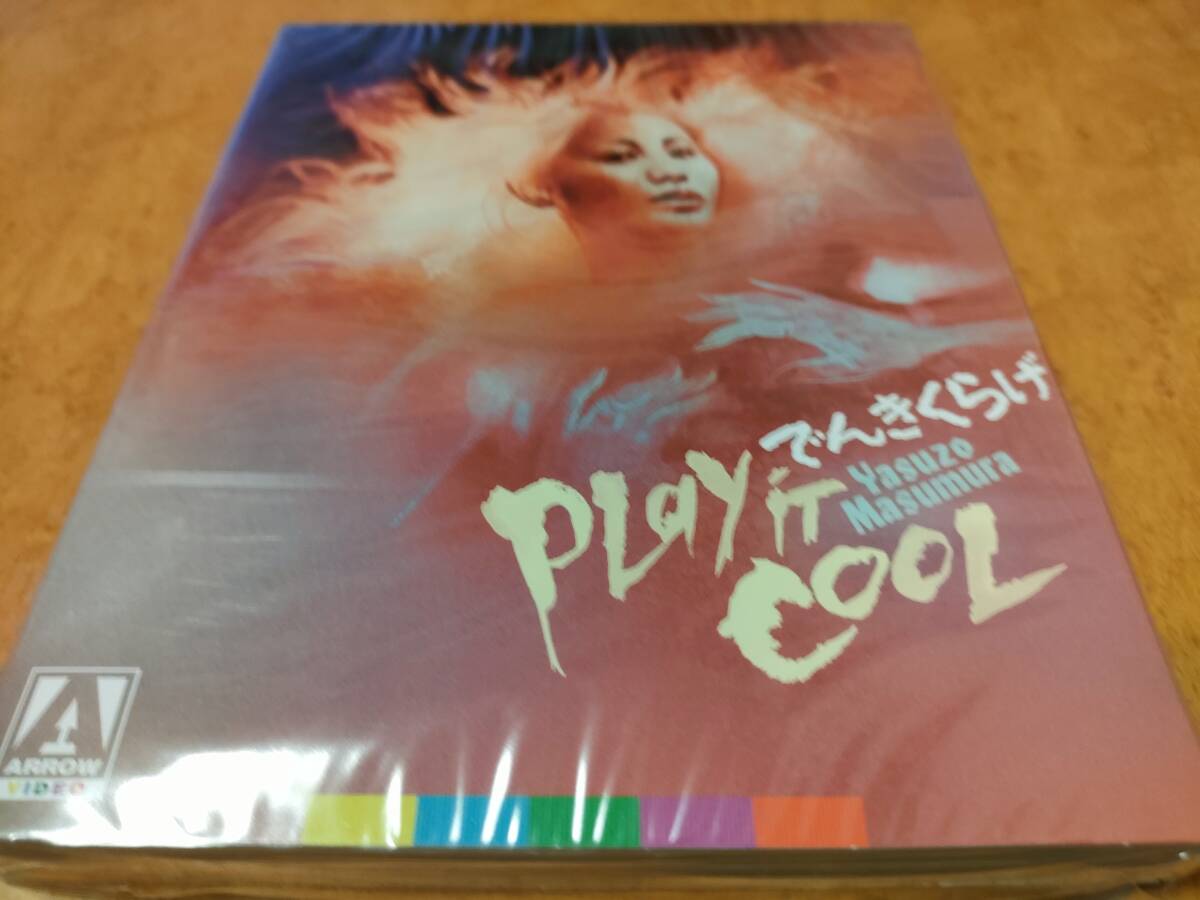 でんきくらげ
Yasuzo
Masumura
PLAY iT
COOL
ARROW
VIDEO